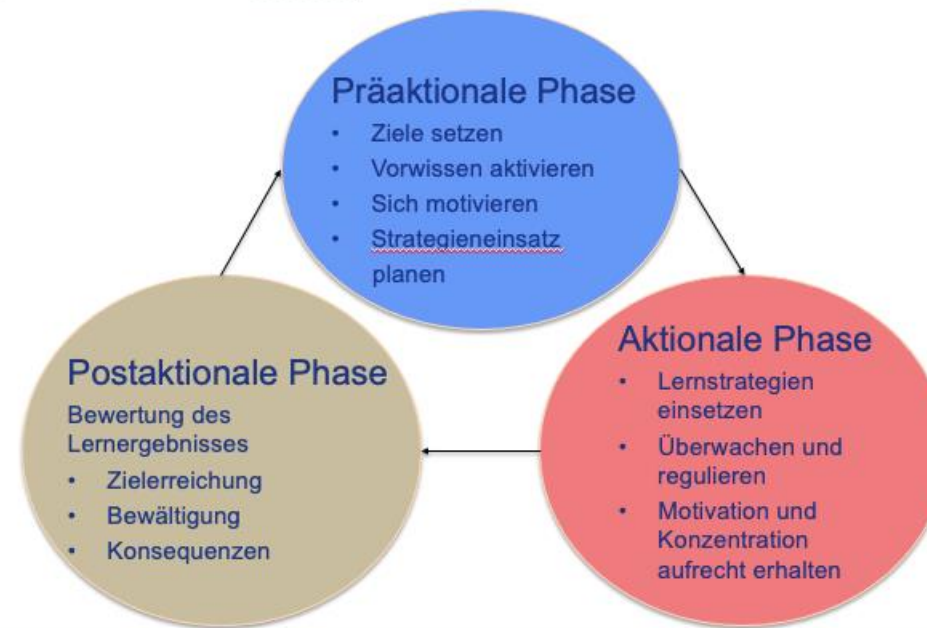 Präaktionale Phase
• Ziele setzen
• Vorwissen aktivieren
• Sich motivieren
• Strategieneinsatz
planen
Aktionale Phase
• Lernstrategien
einsetzen
• Überwachen und
regulieren
• Motivation und
Konzentration
aufrecht erhalten
Postaktionale Phase
Bewertung des
Lernergebnisses
• Zielerreichung
• Bewältigung
• Konsequenzen